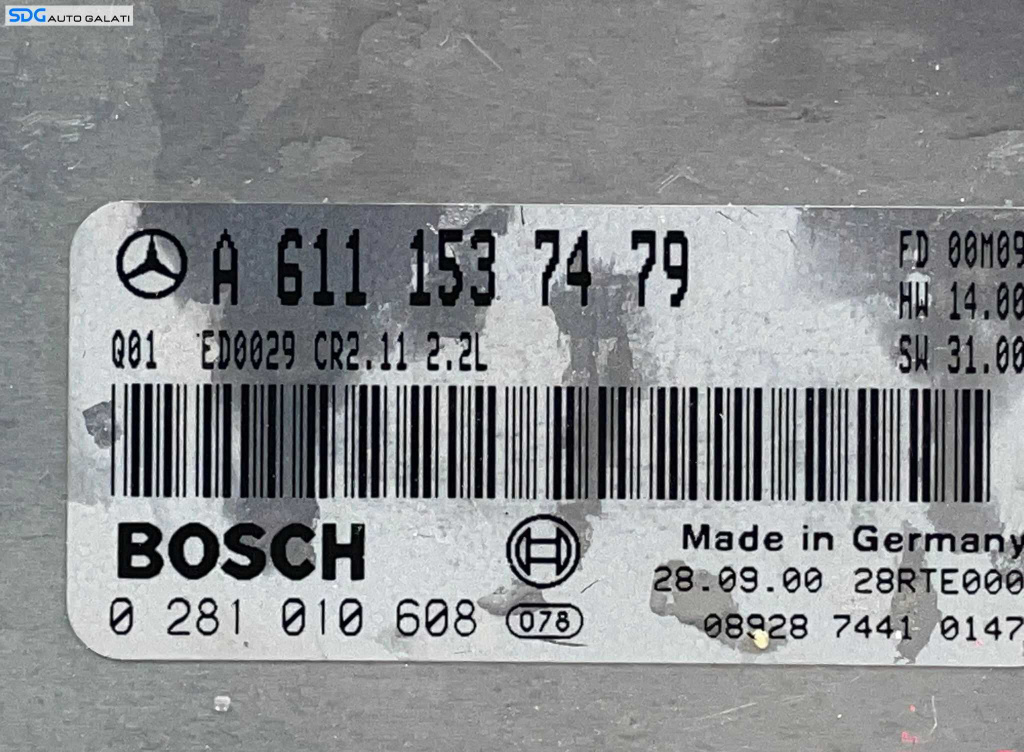 SDG AUTO GALATI
A 611 153 74 79
FD 00M09
HW 14.00
Q01 ED0029 CR2.11 2.2L
SW 31.00
BOSCH
Made in Germany
28.09.00 28RTE000
0 281 010 608 078
08928 7441 0147